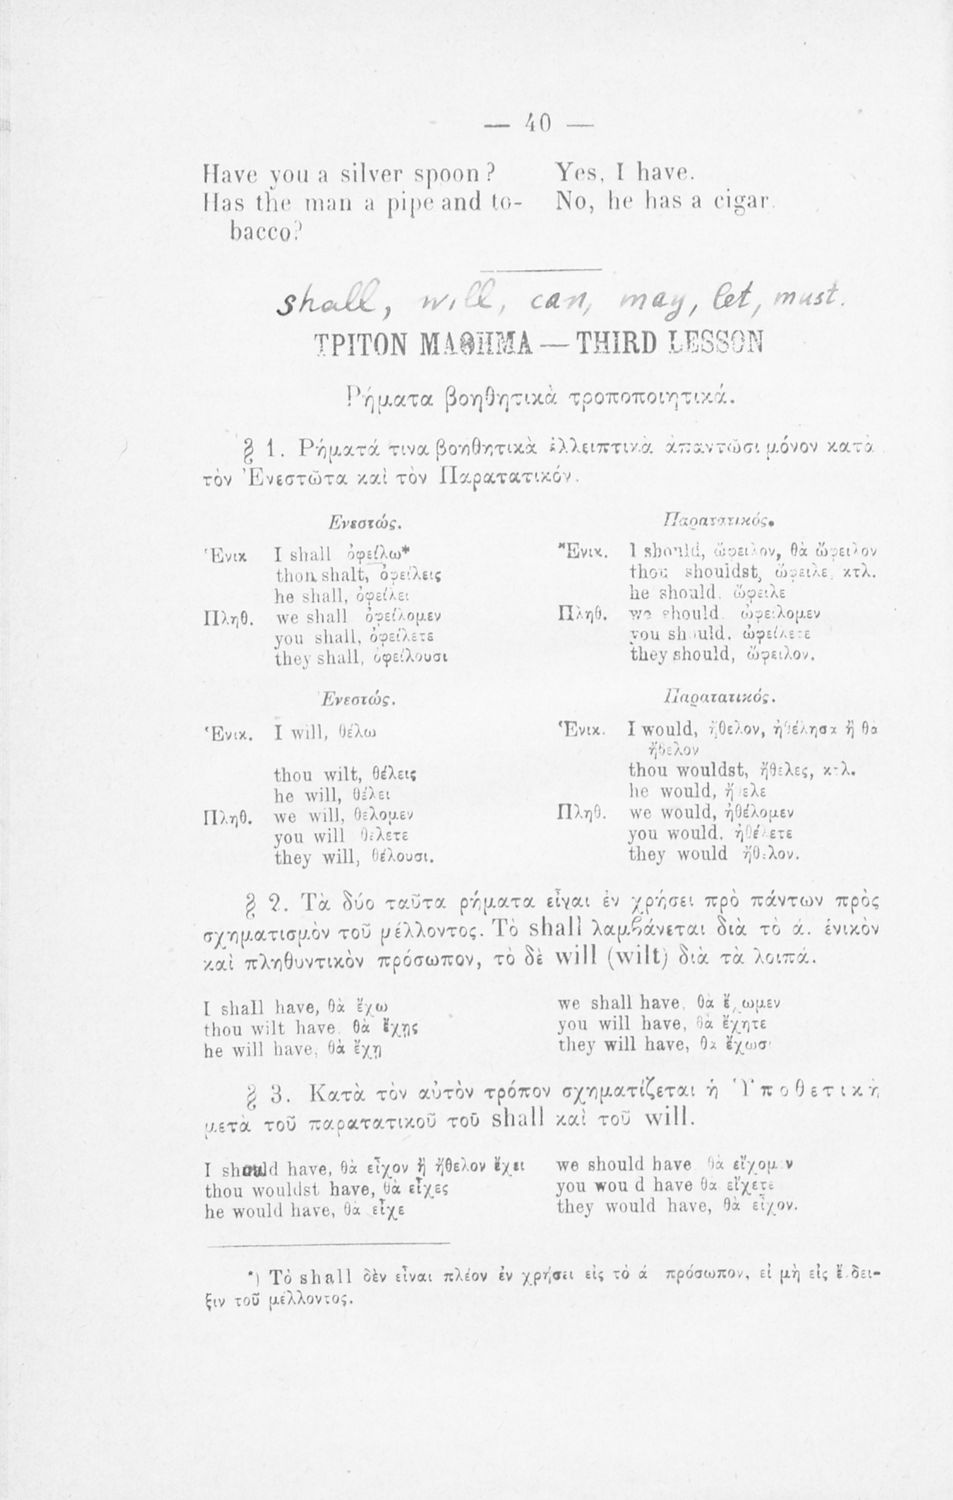 — 40 —
Have you a silver spoon? Yes, I have.
Has the man a pipe and to- No, he has a cigar.
bacco?
shall, will, can, may, let, must.
ΤΡΙΤΟΝ ΜΑΘΗΜΑ — THIRD LESSON
Ῥήματα βοηθητικὰ τροποποιητικά.
§ 1. Ῥήματά τινα βοηθητικὰ ἐλλειπτικὰ ἀπαντῶσι μόνον κατὰ
τὸν Ἐνεστῶτα καὶ τὸν Παρατατικόν.
Ενεστώς. Παρατατικός.
Ἑνικ I shall ὀφείλω* Ἑνικ. I should, ὤφειλον, θὰ ὤφειλον
thou shalt, ὀφείλεις thou shouldst, ὤφειλε, κτλ.
he shall, ὀφείλει he should. ὤφειλε
Πληθ. we shall ὀφείλομεν Πληθ. we should ὠφείλομεν
you shall, ὀφείλετε you should, ὠφείλετε
they shall, ὀφείλουσι they should, ὤφειλον.
Ἐνεστώς. Παρατατικός.
Ἑνικ. I will, θέλω Ἑνικ. I would, ἤθελον, ἠθέλησα ἢ θὰ
ἤθελον
thou wilt, θέλεις thou wouldst, ἤθελες, κτλ.
he will, θέλει he would, ἤθελε
Πληθ. we will, θέλομεν Πληθ. we would, ἠθέλομεν
you will θέλετε you would, ἠθέλετε
they will, θέλουσι. they would ἤθελον.
§ 2. Τὰ δύο ταῦτα ρήματα εἶναι ἐν χρήσει πρὸ πάντων πρὸς
σχηματισμὸν τοῦ μέλλοντος. Τὸ shall λαμβάνεται διὰ τὸ ά. ἑνικὸν
καὶ πληθυντικὸν πρόσωπον, τὸ δὲ will (wilt) διὰ τὰ λοιπά.
I shall have, θὰ ἔχω we shall have, θὰ ἔχωμεν
thou wilt have θὰ ἔχῃς you will have, θὰ ἔχητε
he will have, θὰ ἔχῃ they will have, θὰ ἔχωσι
§ 3. Κατὰ τὸν αὐτὸν τρόπον σχηματίζεται ἡ Ὑποθετικὴ
μετὰ τοῦ παρατατικοῦ τοῦ shall καὶ τοῦ will.
I should have, θὰ εἶχον ἢ ἤθελον ἔχει we should have θὰ εἴχομεν
thou wouldst have, θὰ εἶχες you would have θὰ εἴχετε
he would have, θὰ εἶχε they would have, θὰ εἶχον.
*) Τὸ shall δὲν εἶναι πλέον ἐν χρήσει εἰς τὸ ά πρόσωπον, εἰ μὴ εἰς ἔνδει-
ξιν τοῦ μέλλοντος.